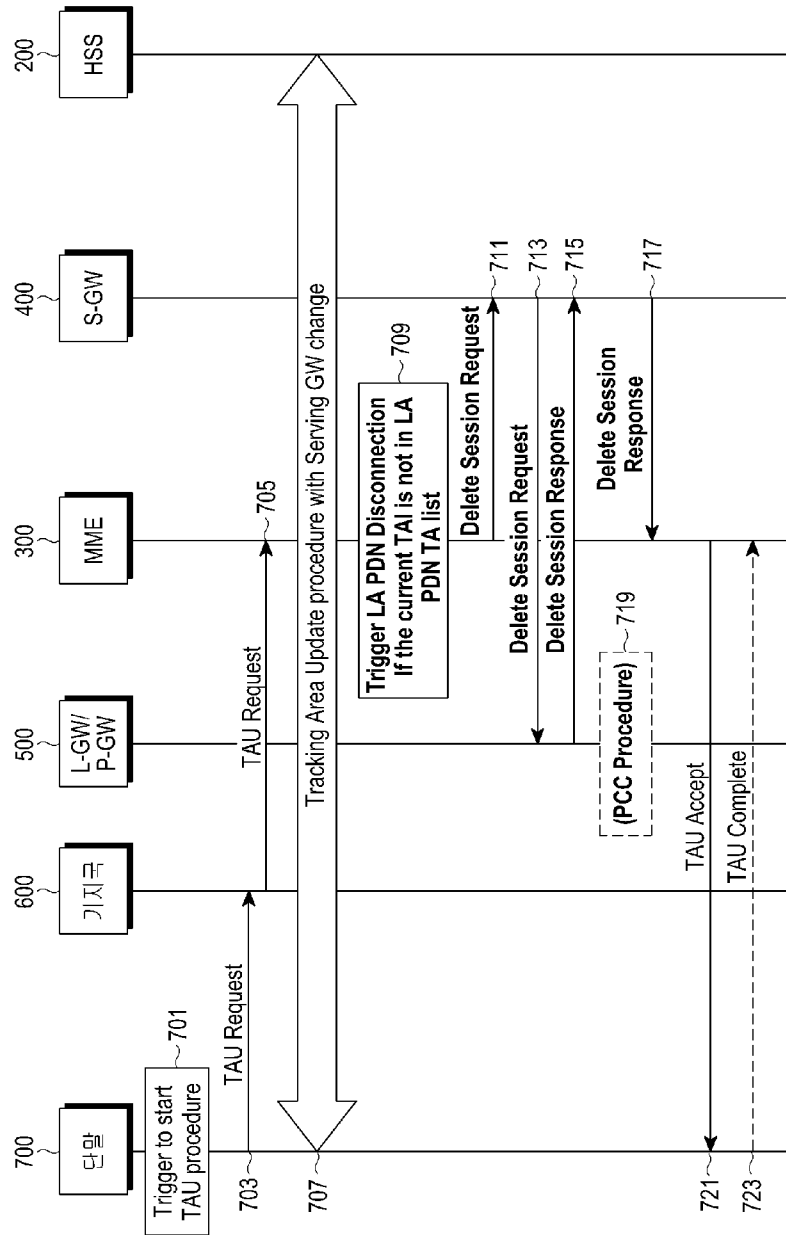 700
단말
600
기지국
500
L-GW/
P-GW
300
MME
400
S-GW
200
HSS
701
Trigger to start
TAU procedure
703
TAU Request
TAU Request
705
707
Tracking Area Update procedure with Serving GW change
709
Trigger LA PDN Disconnection
If the current TAI is not in LA
PDN TA list
Delete Session Request
711
Delete Session Request
713
Delete Session Response
715
Delete Session
Response
717
719
(PCC Procedure)
721
TAU Accept
723
TAU Complete